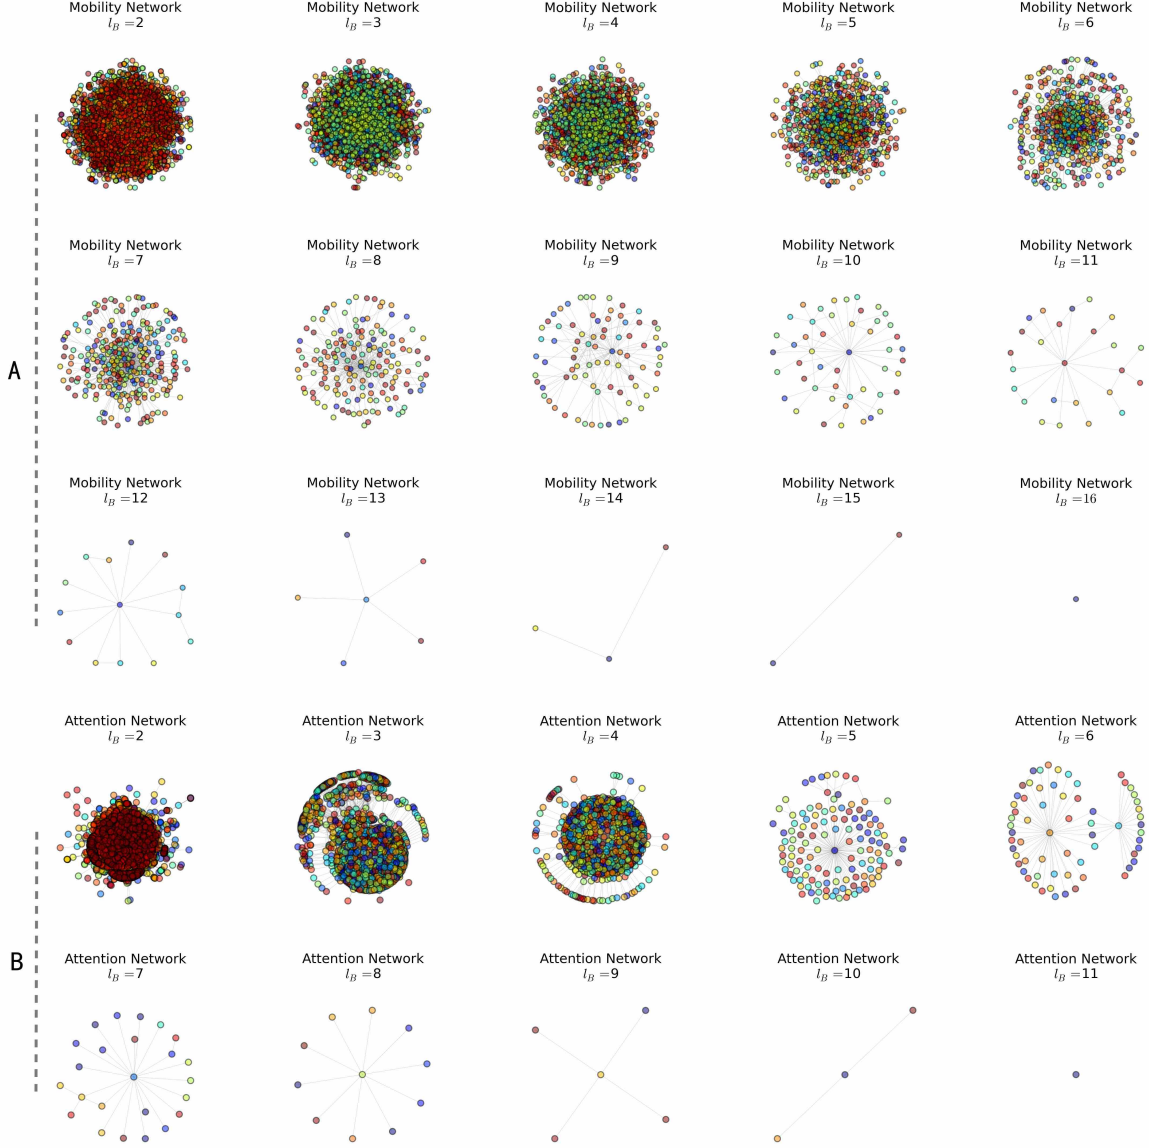 Mobility Network
l_B =2
Mobility Network
l_B =3
Mobility Network
l_B =4
Mobility Network
l_B =5
Mobility Network
l_B =6
Mobility Network
l_B =7
Mobility Network
l_B =8
Mobility Network
l_B =9
Mobility Network
l_B =10
Mobility Network
l_B =11
A
Mobility Network
l_B =12
Mobility Network
l_B =13
Mobility Network
l_B =14
Mobility Network
l_B =15
Mobility Network
l_B =16
Attention Network
l_B =2
Attention Network
l_B =3
Attention Network
l_B =4
Attention Network
l_B =5
Attention Network
l_B =6
B
Attention Network
l_B =7
Attention Network
l_B =8
Attention Network
l_B =9
Attention Network
l_B =10
Attention Network
l_B =11